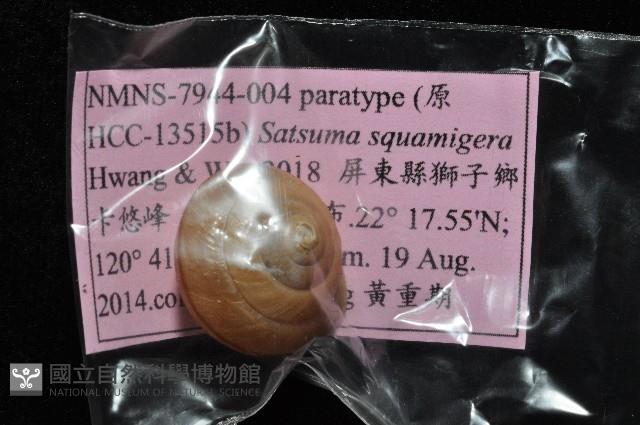 NMNS-7944-004 paratype (原
HCC-13515b) Satsuma squamigera
Hwang & 2018 屏東縣獅子鄉
卡悠峰 .22° 17.55'N;
120° 41 m. 19 Aug.
2014. 黃重期
國立自然科學博物館
NATIONAL MUSEUM OF NATURAL SCIENCE